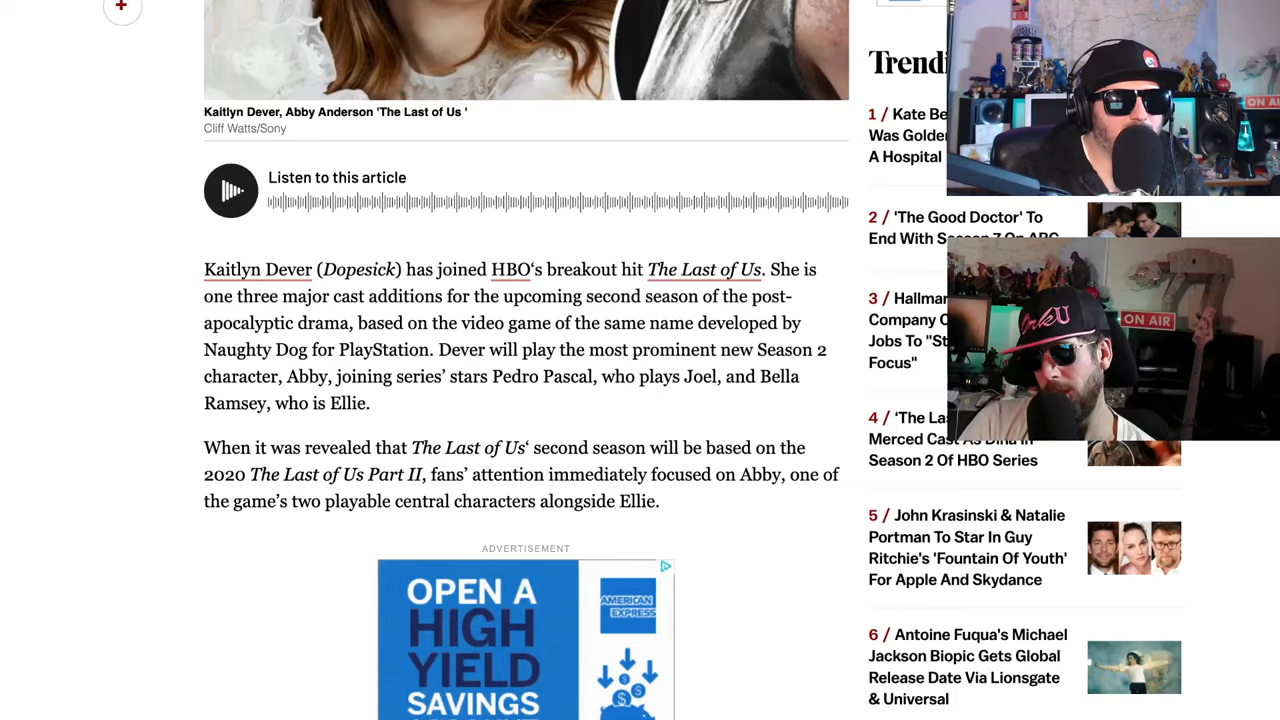 +
Kaitlyn Dever, Abby Anderson 'The Last of Us '
Cliff Watts/Sony
Listen to this article
Kaitlyn Dever (Dopesick) has joined HBO‘s breakout hit The Last of Us. She is
one three major cast additions for the upcoming second season of the post-
apocalyptic drama, based on the video game of the same name developed by
Naughty Dog for PlayStation. Dever will play the most prominent new Season 2
character, Abby, joining series’ stars Pedro Pascal, who plays Joel, and Bella
Ramsey, who is Ellie.
When it was revealed that The Last of Us‘ second season will be based on the
2020 The Last of Us Part II, fans’ attention immediately focused on Abby, one of
the game’s two playable central characters alongside Ellie.
ADVERTISEMENT
OPEN A
HIGH
YIELD
SAVINGS
AMERICAN
EXPRESS
Trendi
1 / Kate Be
Was Golde
A Hospital
2 / 'The Good Doctor' To
End With Season 7 On ABC
3 / Hallmar
Company C
Jobs To "St
Focus"
4 / ‘The La
Merced Cast As Dina In
Season 2 Of HBO Series
5 / John Krasinski & Natalie
Portman To Star In Guy
Ritchie's 'Fountain Of Youth'
For Apple And Skydance
6 / Antoine Fuqua's Michael
Jackson Biopic Gets Global
Release Date Via Lionsgate
& Universal
ON AI
OrkU
ON AIR